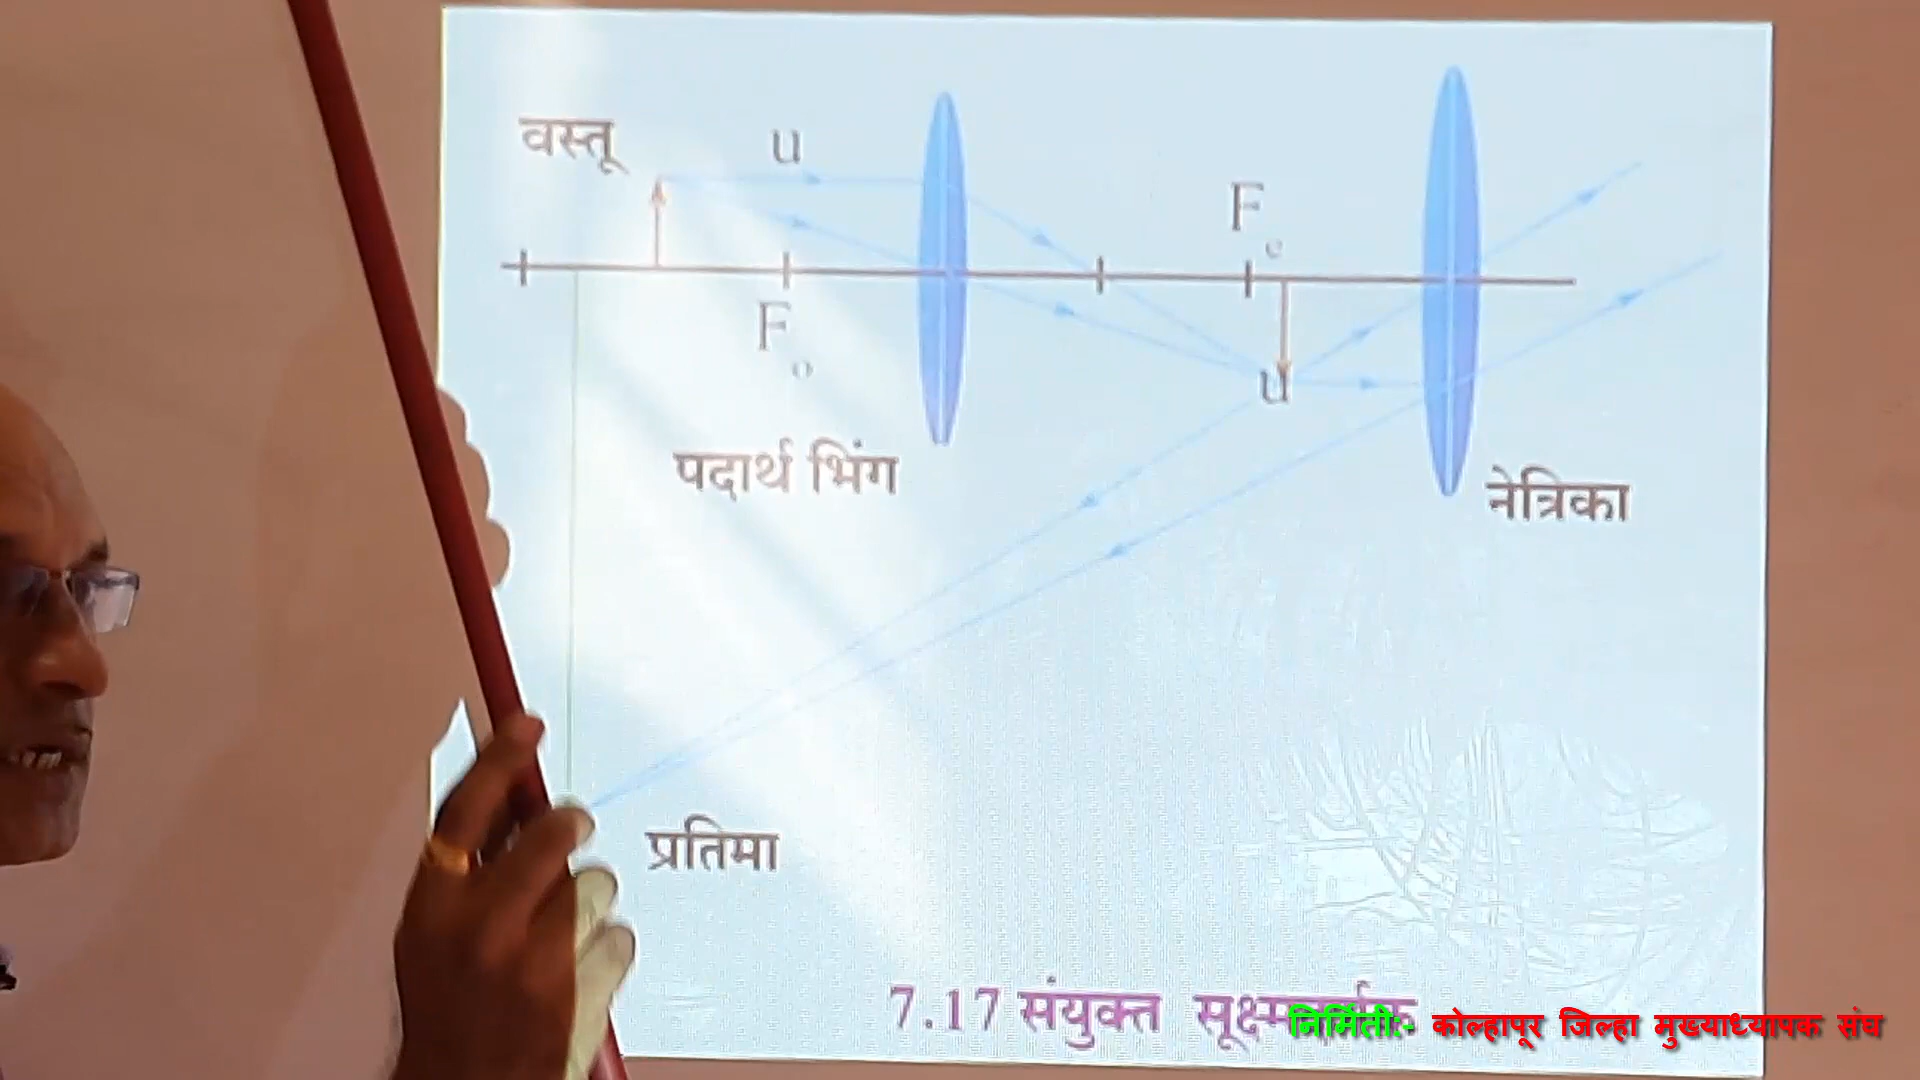 वस्तू
u
F
e
F
o
u
पदार्थ भिंग
नेत्रिका
प्रतिमा
7.17 संयुक्त
निर्मिती:- कोल्हापूर जिल्हा मुख्याध्यापक संघ